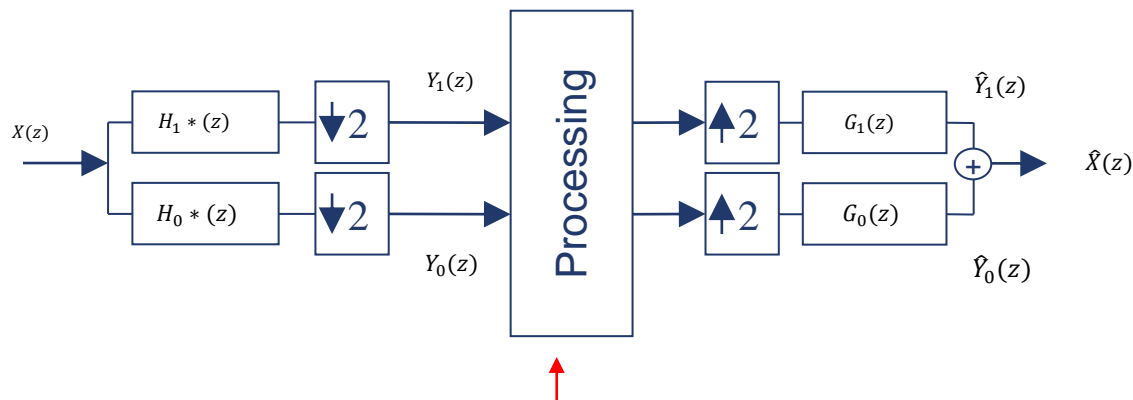 X(z)
H₁ ∗ (z)
↓2
Y₁(z)
Processing
↑2
G₁(z)
Ŷ₁(z)
+
X̂(z)
H₀ ∗ (z)
↓2
Y₀(z)
↑2
G₀(z)
Ŷ₀(z)